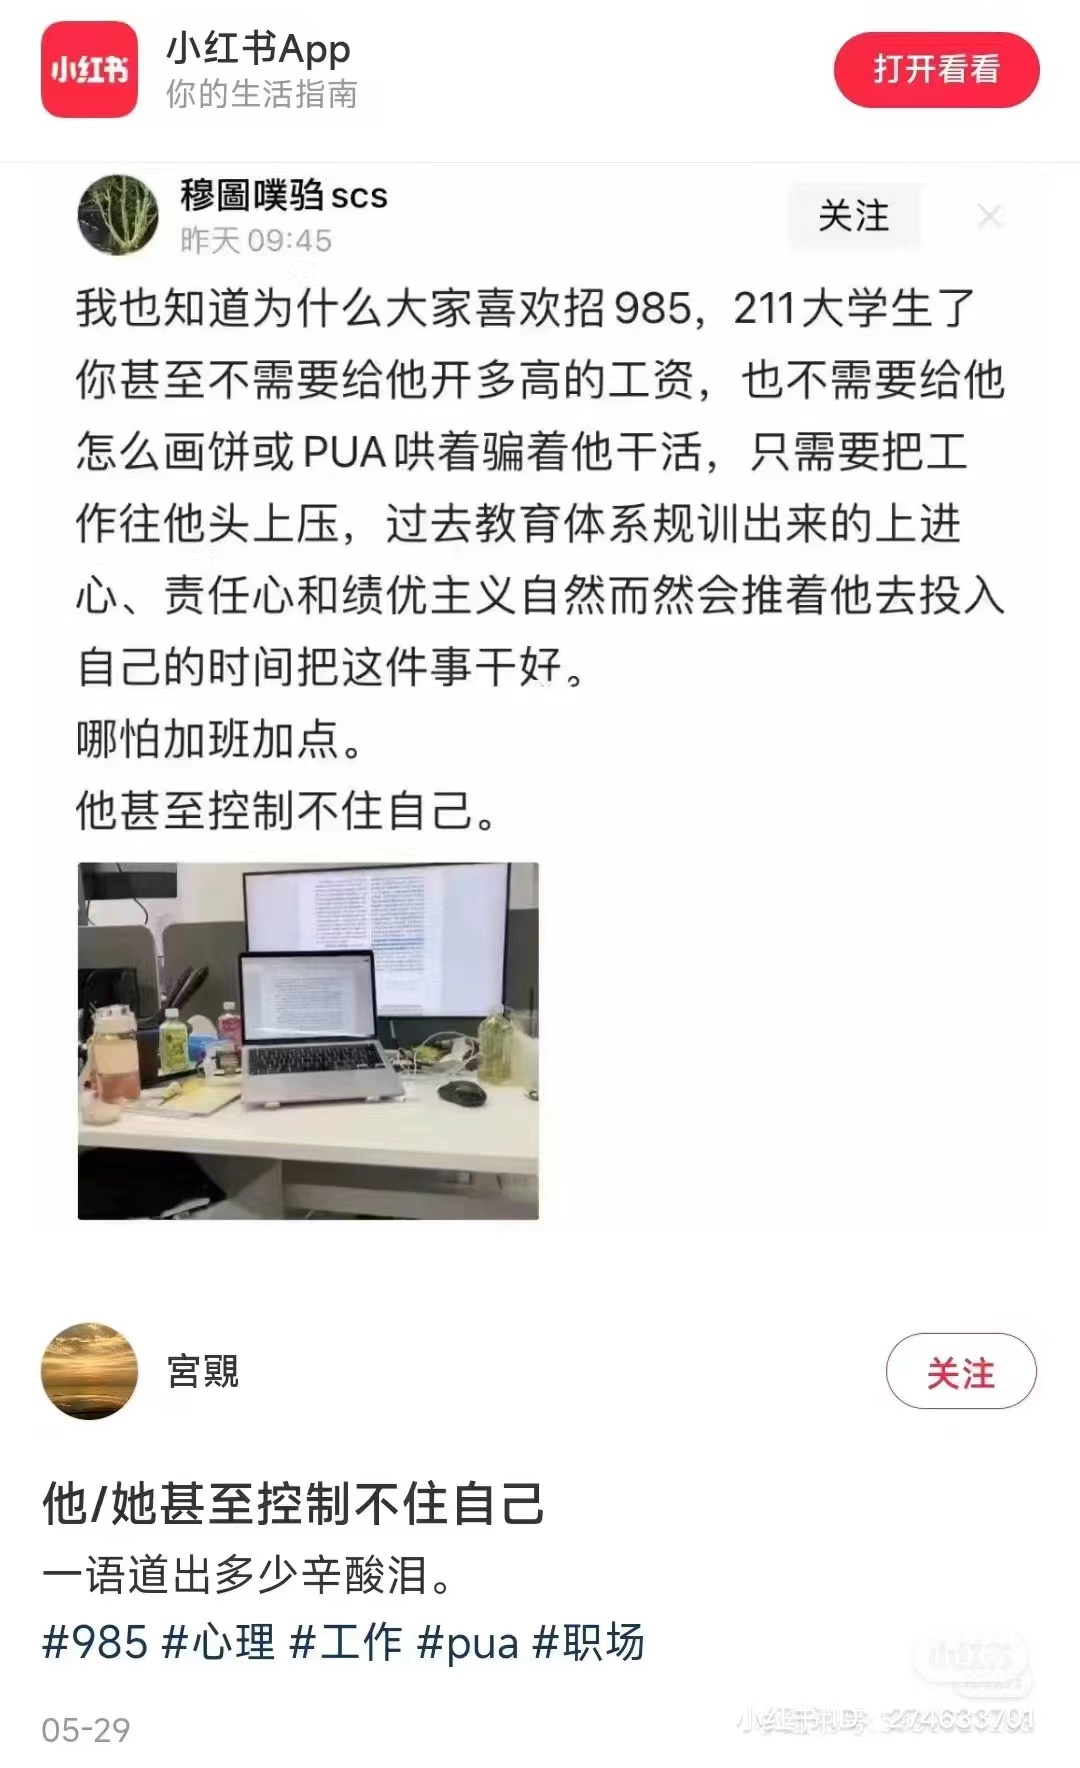 小红书
小红书App
你的生活指南
打开看看
穆圖噗驺scs
昨天 09:45
关注
我也知道为什么大家喜欢招985，211大学生了
你甚至不需要给他开多高的工资，也不需要给他
怎么画饼或PUA哄着骗着他干活，只需要把工
作往他头上压，过去教育体系规训出来的上进
心、责任心和绩优主义自然而然会推着他去投入
自己的时间把这件事干好。
哪怕加班加点。
他甚至控制不住自己。
宮覭
关注
他/她甚至控制不住自己
一语道出多少辛酸泪。
#985 #心理 #工作 #pua #职场
05-29